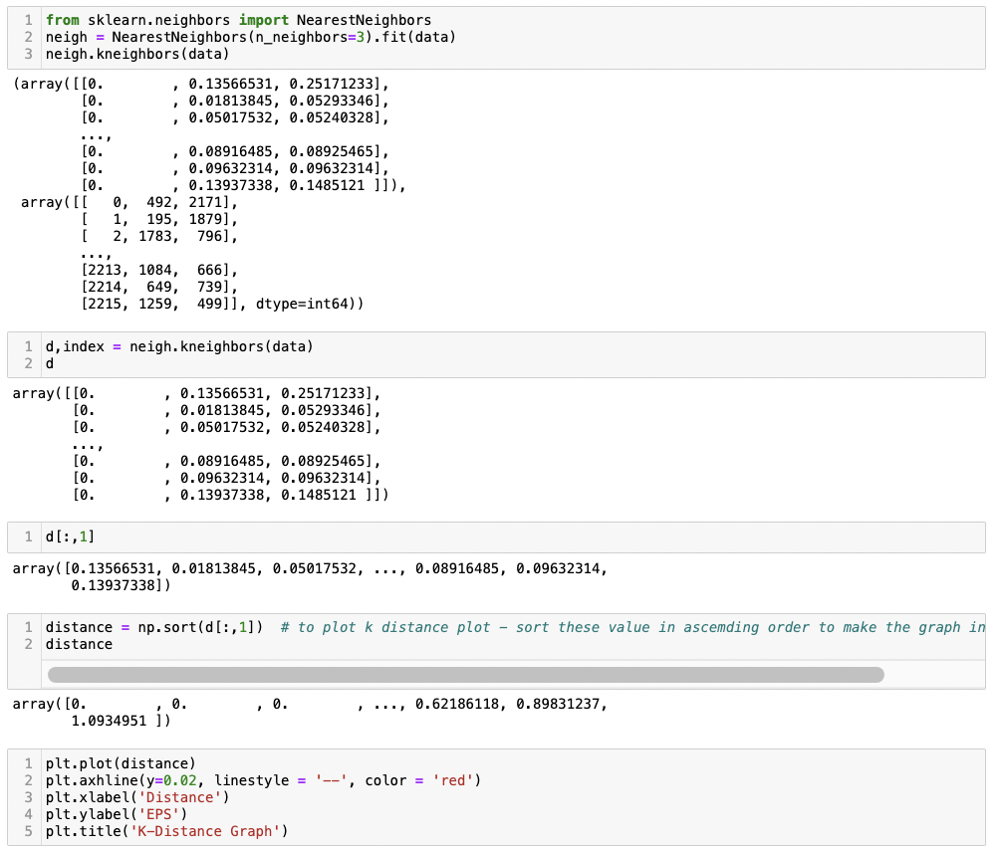 1 from sklearn.neighbors import NearestNeighbors
2 neigh = NearestNeighbors(n_neighbors=3).fit(data)
3 neigh.kneighbors(data)
(array([[0.        , 0.13566531, 0.25171233],
        [0.        , 0.01813845, 0.05293346],
        [0.        , 0.05017532, 0.05240328],
        ...,
        [0.        , 0.08916485, 0.08925465],
        [0.        , 0.09632314, 0.09632314],
        [0.        , 0.13937338, 0.1485121 ]]),
 array([[   0,  492, 2171],
        [   1,  195, 1879],
        [   2, 1783,  796],
        ...,
        [2213, 1084,  666],
        [2214,  649,  739],
        [2215, 1259,  499]], dtype=int64))
1 d,index = neigh.kneighbors(data)
2 d
array([[0.        , 0.13566531, 0.25171233],
       [0.        , 0.01813845, 0.05293346],
       [0.        , 0.05017532, 0.05240328],
       ...,
       [0.        , 0.08916485, 0.08925465],
       [0.        , 0.09632314, 0.09632314],
       [0.        , 0.13937338, 0.1485121 ]])
1 d[:,1]
array([0.13566531, 0.01813845, 0.05017532, ..., 0.08916485, 0.09632314,
       0.13937338])
1 distance = np.sort(d[:,1])  # to plot k distance plot – sort these value in ascemding order to make the graph in
2 distance
array([0.        , 0.        , 0.        , ..., 0.62186118, 0.89831237,
       1.0934951 ])
1 plt.plot(distance)
2 plt.axhline(y=0.02, linestyle = '--', color = 'red')
3 plt.xlabel('Distance')
4 plt.ylabel('EPS')
5 plt.title('K-Distance Graph')